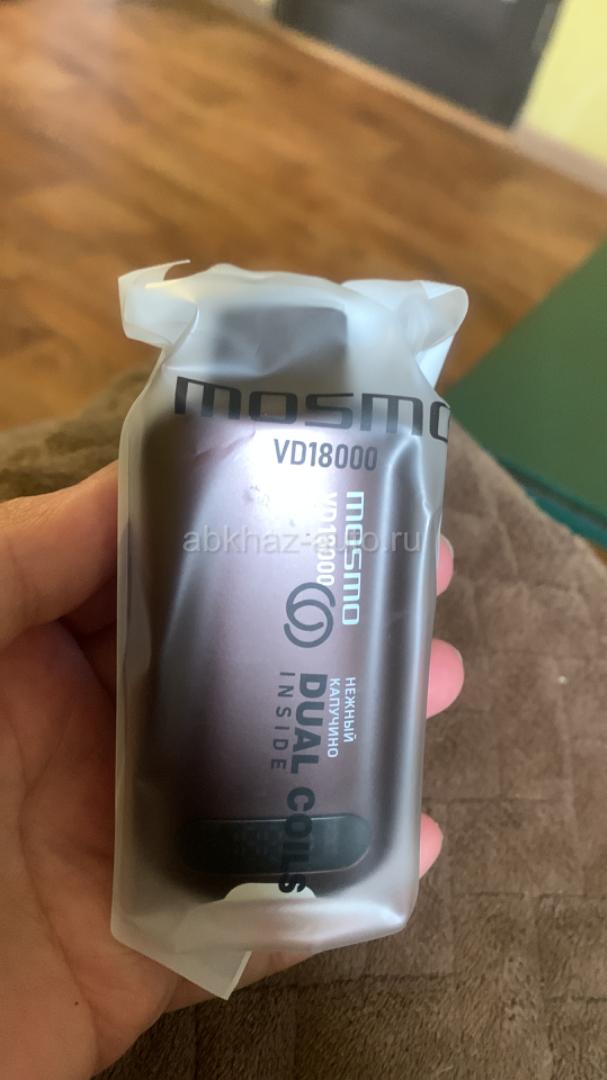 mosmo
VD18000
mosmo
VD18000
НЕЖНЫЙ
КАПУЧИНО
DUAL COILS
INSIDE
abkhaz-auto.ru